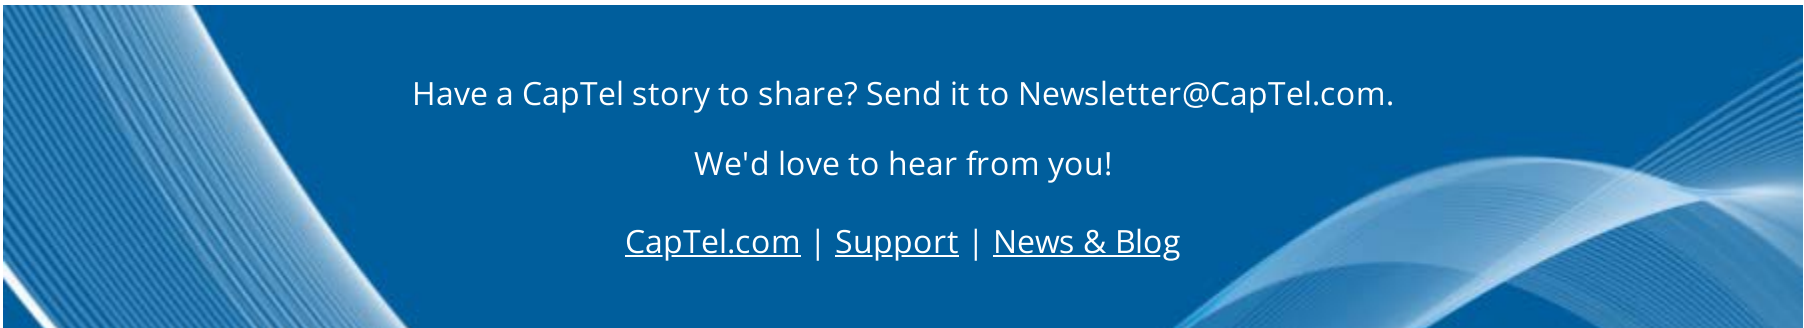 Have a CapTel story to share? Send it to Newsletter@CapTel.com.
We'd love to hear from you!
CapTel.com | Support | News & Blog